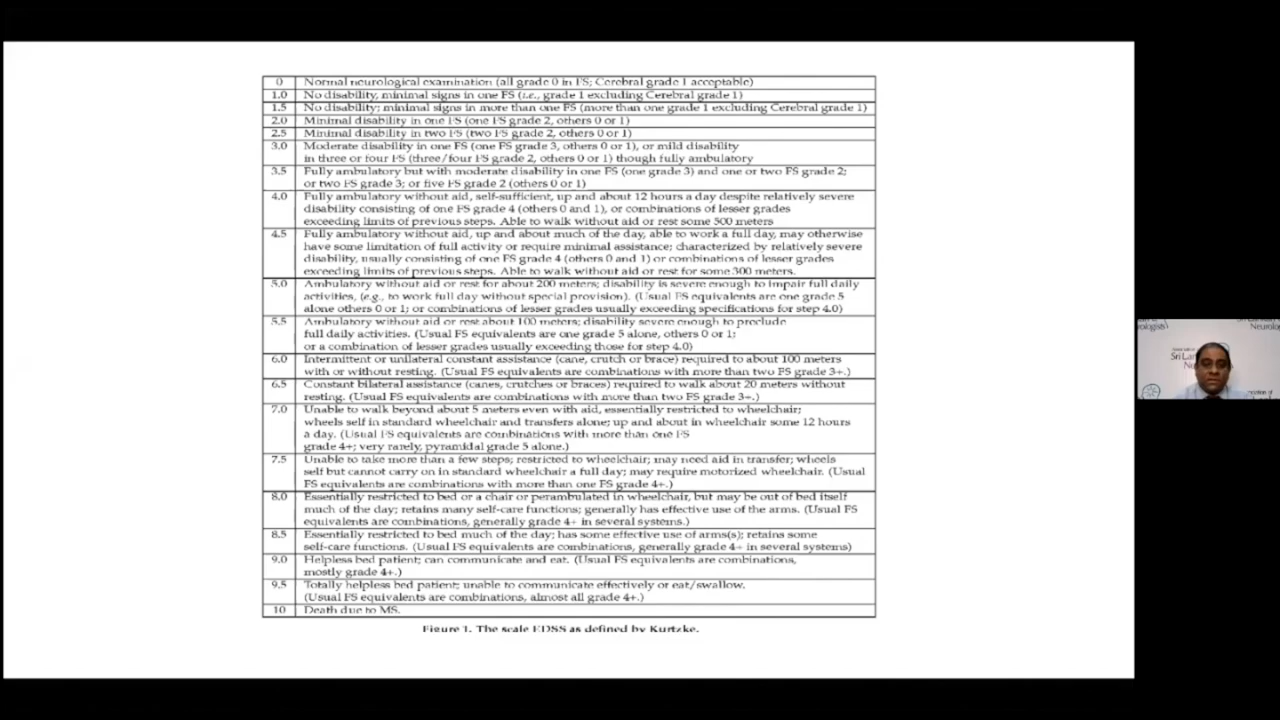 0 Normal neurological examination (all grade 0 in FS; Cerebral grade 1 acceptable)
1.0 No disability, minimal signs in one FS (i.e., grade 1 excluding Cerebral grade 1)
1.5 No disability; minimal signs in more than one FS (more than one grade 1 excluding Cerebral grade 1)
2.0 Minimal disability in one FS (one FS grade 2, others 0 or 1)
2.5 Minimal disability in two FS (two FS grade 2, others 0 or 1)
3.0 Moderate disability in one FS (one FS grade 3, others 0 or 1), or mild disability
in three or four FS (three/four FS grade 2, others 0 or 1) though fully ambulatory
3.5 Fully ambulatory but with moderate disability in one FS (one grade 3) and one or two FS grade 2;
or two FS grade 3; or five FS grade 2 (others 0 or 1)
4.0 Fully ambulatory without aid, self-sufficient, up and about 12 hours a day despite relatively severe
disability consisting of one FS grade 4 (others 0 and 1), or combinations of lesser grades
exceeding limits of previous steps. Able to walk without aid or rest some 500 meters
4.5 Fully ambulatory without aid, up and about much of the day, able to work a full day, may otherwise
have some limitation of full activity or require minimal assistance; characterized by relatively severe
disability, usually consisting of one FS grade 4 (others 0 and 1) or combinations of lesser grades
exceeding limits of previous steps. Able to walk without aid or rest for some 300 meters.
5.0 Ambulatory without aid or rest for about 200 meters; disability is severe enough to impair full daily
activities, (e.g., to work full day without special provision). (Usual FS equivalents are one grade 5
alone others 0 or 1; or combinations of lesser grades usually exceeding specifications for step 4.0)
5.5 Ambulatory without aid or rest about 100 meters; disability severe enough to preclude
full daily activities. (Usual FS equivalents are one grade 5 alone, others 0 or 1;
or a combination of lesser grades usually exceeding those for step 4.0)
6.0 Intermittent or unilateral constant assistance (cane, crutch or brace) required to about 100 meters
with or without resting. (Usual FS equivalents are combinations with more than two FS grade 3+.)
6.5 Constant bilateral assistance (canes, crutches or braces) required to walk about 20 meters without
resting. (Usual FS equivalents are combinations with more than two FS grade 3+.)
7.0 Unable to walk beyond about 5 meters even with aid, essentially restricted to wheelchair;
wheels self in standard wheelchair and transfers alone; up and about in wheelchair some 12 hours
a day. (Usual FS equivalents are combinations with more than one FS
grade 4+; very rarely, pyramidal grade 5 alone.)
7.5 Unable to take more than a few steps; restricted to wheelchair; may need aid in transfer; wheels
self but cannot carry on in standard wheelchair a full day; may require motorized wheelchair. (Usual
FS equivalents are combinations with more than one FS grade 4+.)
8.0 Essentially restricted to bed or a chair or perambulated in wheelchair, but may be out of bed itself
much of the day; retains many self-care functions; generally has effective use of the arms. (Usual FS
equivalents are combinations, generally grade 4+ in several systems.)
8.5 Essentially restricted to bed much of the day; has some effective use of arms(s); retains some
self-care functions. (Usual FS equivalents are combinations, generally grade 4+ in several systems)
9.0 Helpless bed patient; can communicate and eat. (Usual FS equivalents are combinations,
mostly grade 4+.)
9.5 Totally helpless bed patient; unable to communicate effectively or eat/swallow.
(Usual FS equivalents are combinations, almost all grade 4+.)
10 Death due to MS.
Figure 1. The scale EDSS as defined by Kurtzke.
Sri Lan